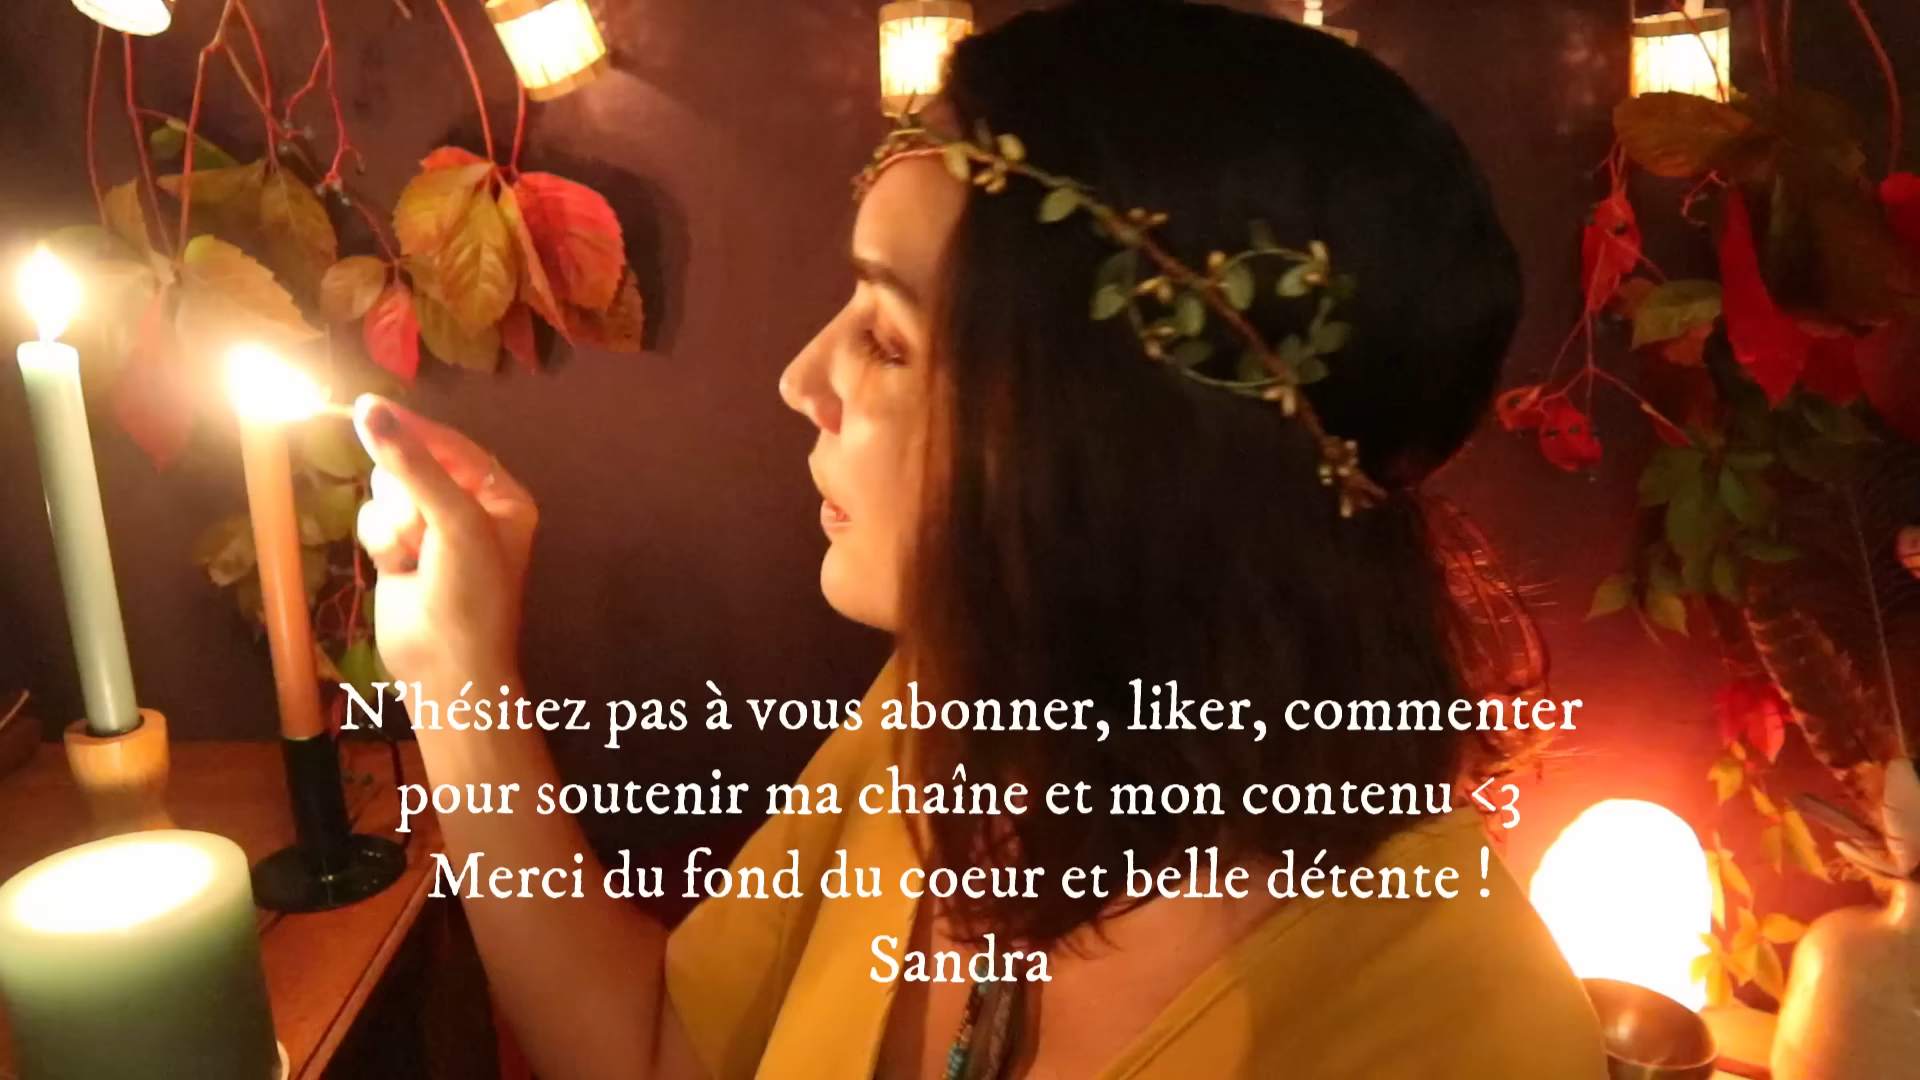 N'hésitez pas à vous abonner, liker, commenter
pour soutenir ma chaîne et mon contenu <3
Merci du fond du coeur et belle détente !
Sandra